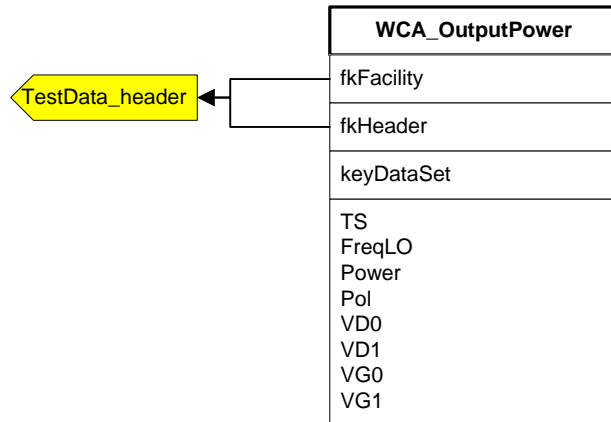 WCA_OutputPower
fkFacility
TestData_header
fkHeader
keyDataSet
TS
FreqLO
Power
Pol
VD0
VD1
VG0
VG1